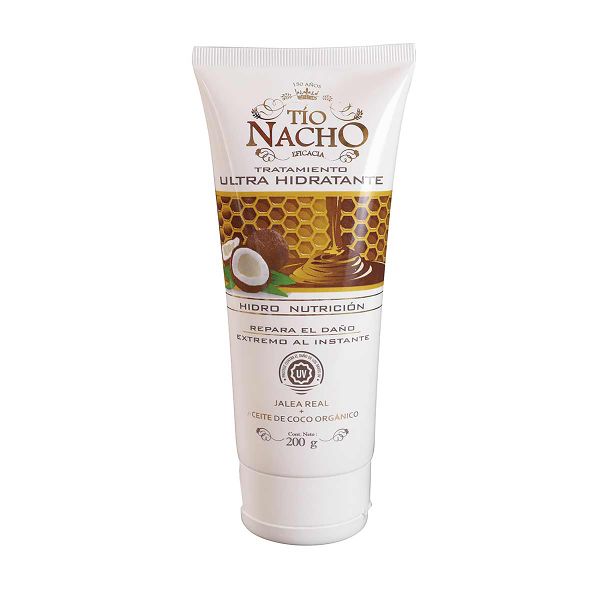 150 AÑOS
TÍO
NACHO
EFICACIA
TRATAMIENTO
ULTRA HIDRATANTE
HIDRO NUTRICIÓN
REPARA EL DAÑO
EXTREMO AL INSTANTE
UV
JALEA REAL
+
ACEITE DE COCO ORGÁNICO
Cont. Neto :
200 g